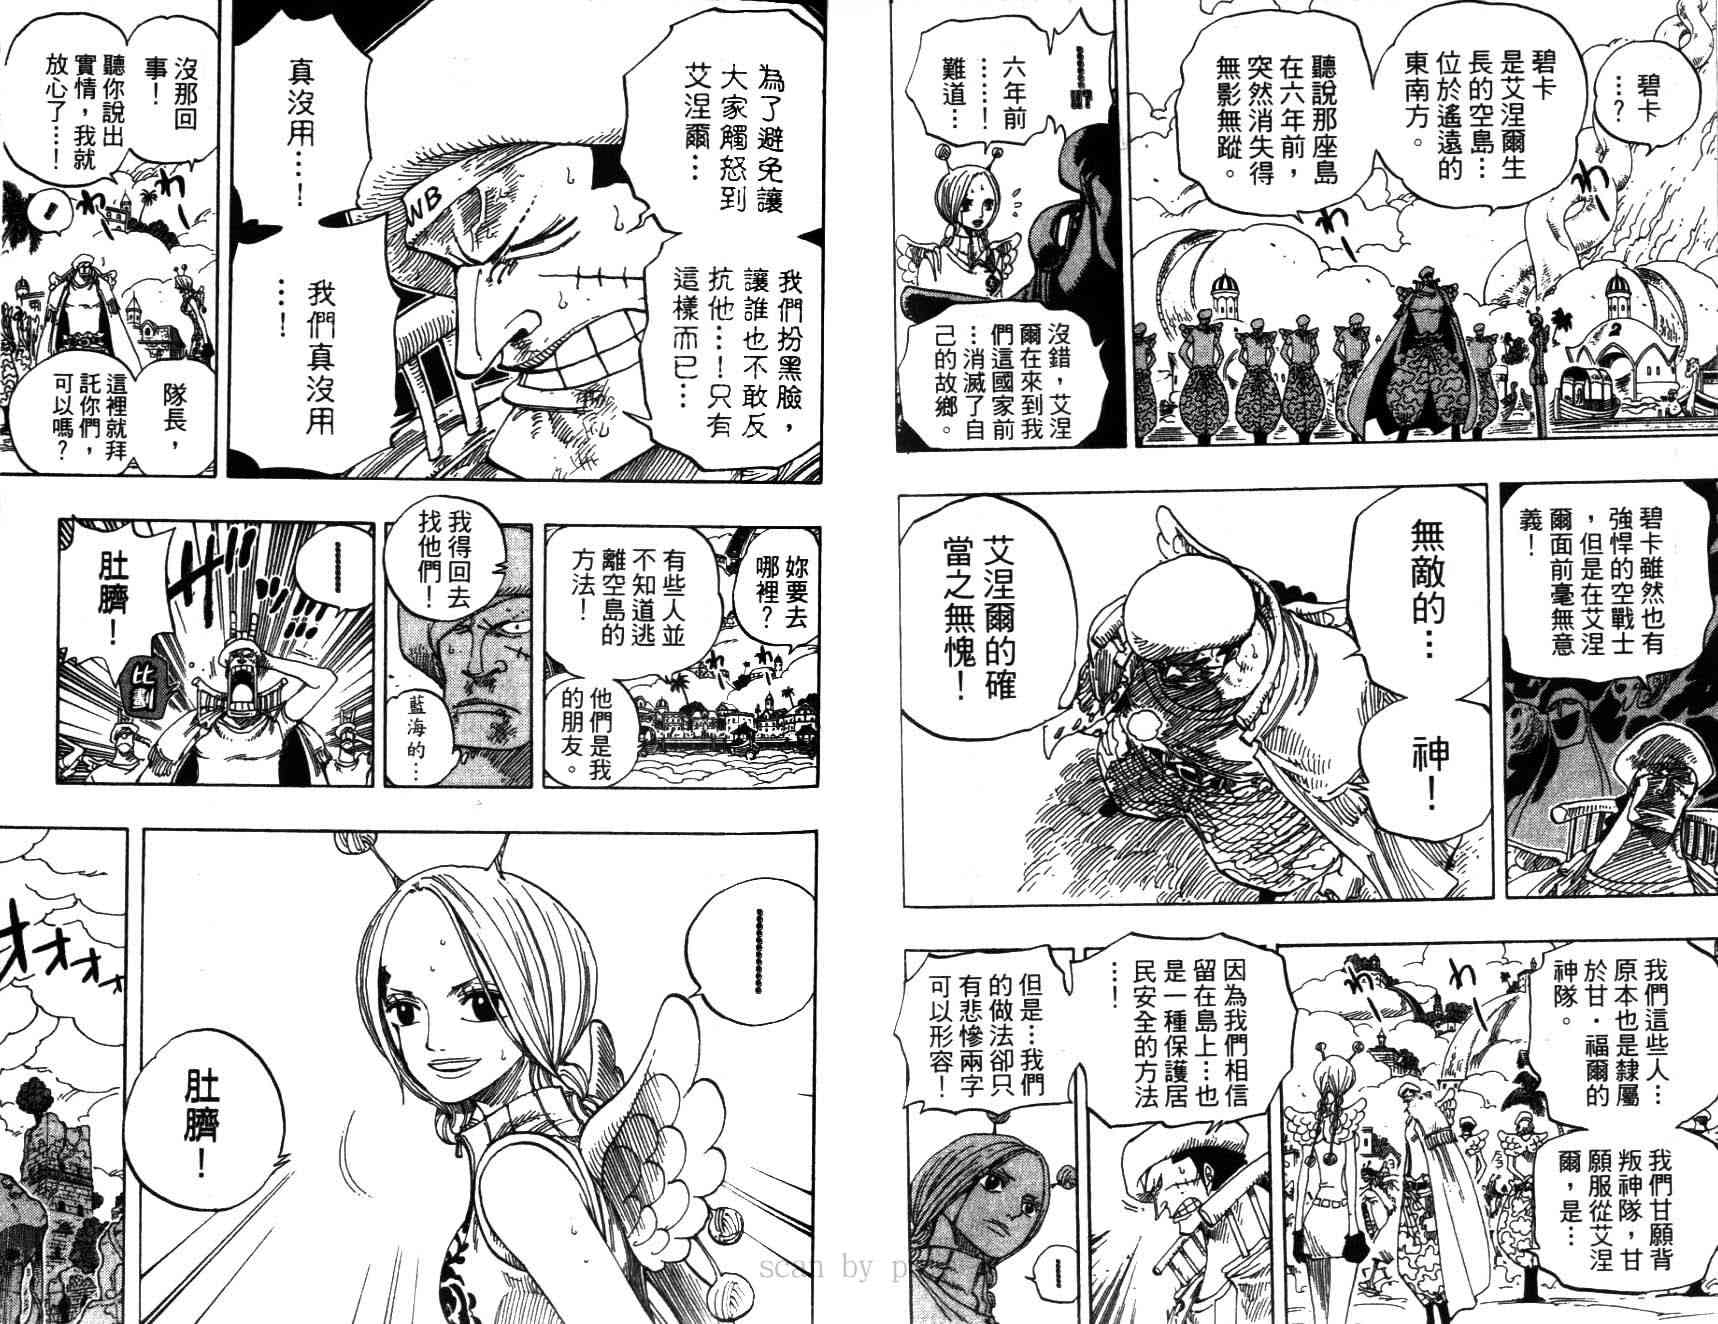 碧卡
…?
碧卡
是艾涅爾生
長的空島…
位於遙遠的
東南方。
聽說那座島
在六年前，
突然消失得
無影無蹤。
六年前
……！
難道…
沒錯，艾涅
爾在來到我
們這國家前
…消滅了自
己的故鄉。
碧卡雖然也有
強悍的空戰士
，但是在艾涅
爾面前毫無意
義！
無敵的…
神！
艾涅爾的確
當之無愧！
我們這些人…
原本也是隸屬
於甘·福爾的
神隊。
我們甘願背
叛神隊，甘
願服從艾涅
爾，是…
わー
わー
因為我們相信
留在島上…也
是一種保護居
民安全的方法
…！
但是…我們
的做法卻只
有悲慘兩字
可以形容！
…
為了避免讓
大家觸怒到
艾涅爾…
我們扮黑臉，
讓誰也不敢反
抗他…！只有
這樣而已…
真沒用…！
我們真沒用
…！
沒那回
事！
聽你說出
實情，我就
放心了…！
わー
わー
隊長，
這裡就拜
託你們，
可以嗎？
妳要去
哪裡？
有些人並
不知道逃
離空島的
方法！
他們是我
的朋友。
我得回去
找他們！
藍海的…
…
肚臍！
比劃
…
肚臍！
オオオ
WB
2
scan by p